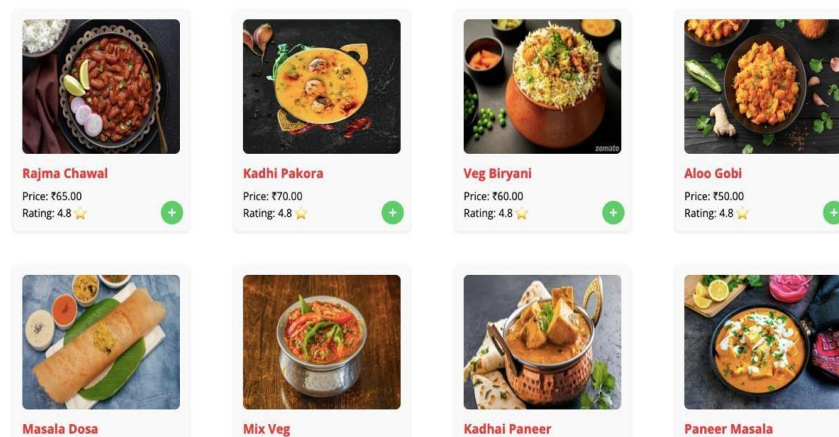 zomato
Rajma Chawal
Price: ₹65.00
Rating: 4.8 ⭐
+
Kadhi Pakora
Price: ₹70.00
Rating: 4.8 ⭐
+
Veg Biryani
Price: ₹60.00
Rating: 4.8 ⭐
+
Aloo Gobi
Price: ₹50.00
Rating: 4.8 ⭐
+
Masala Dosa
Mix Veg
Kadhai Paneer
Paneer Masala